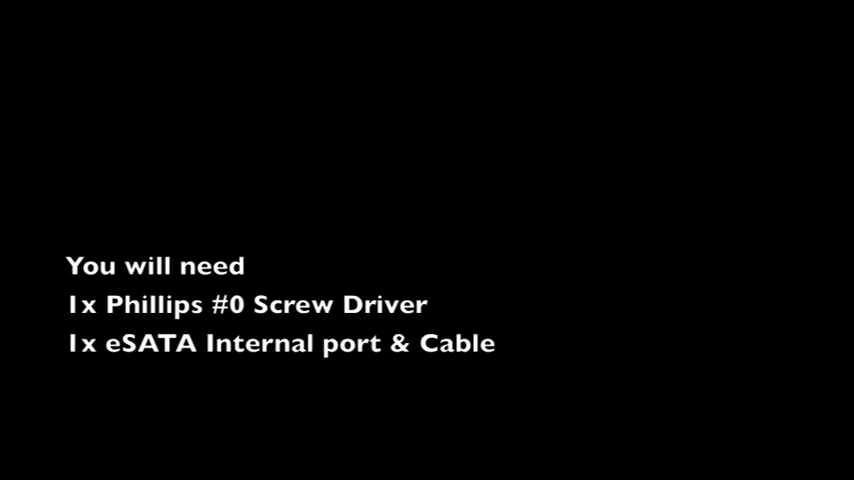 You will need
1x Phillips #0 Screw Driver
1x eSATA Internal port & Cable